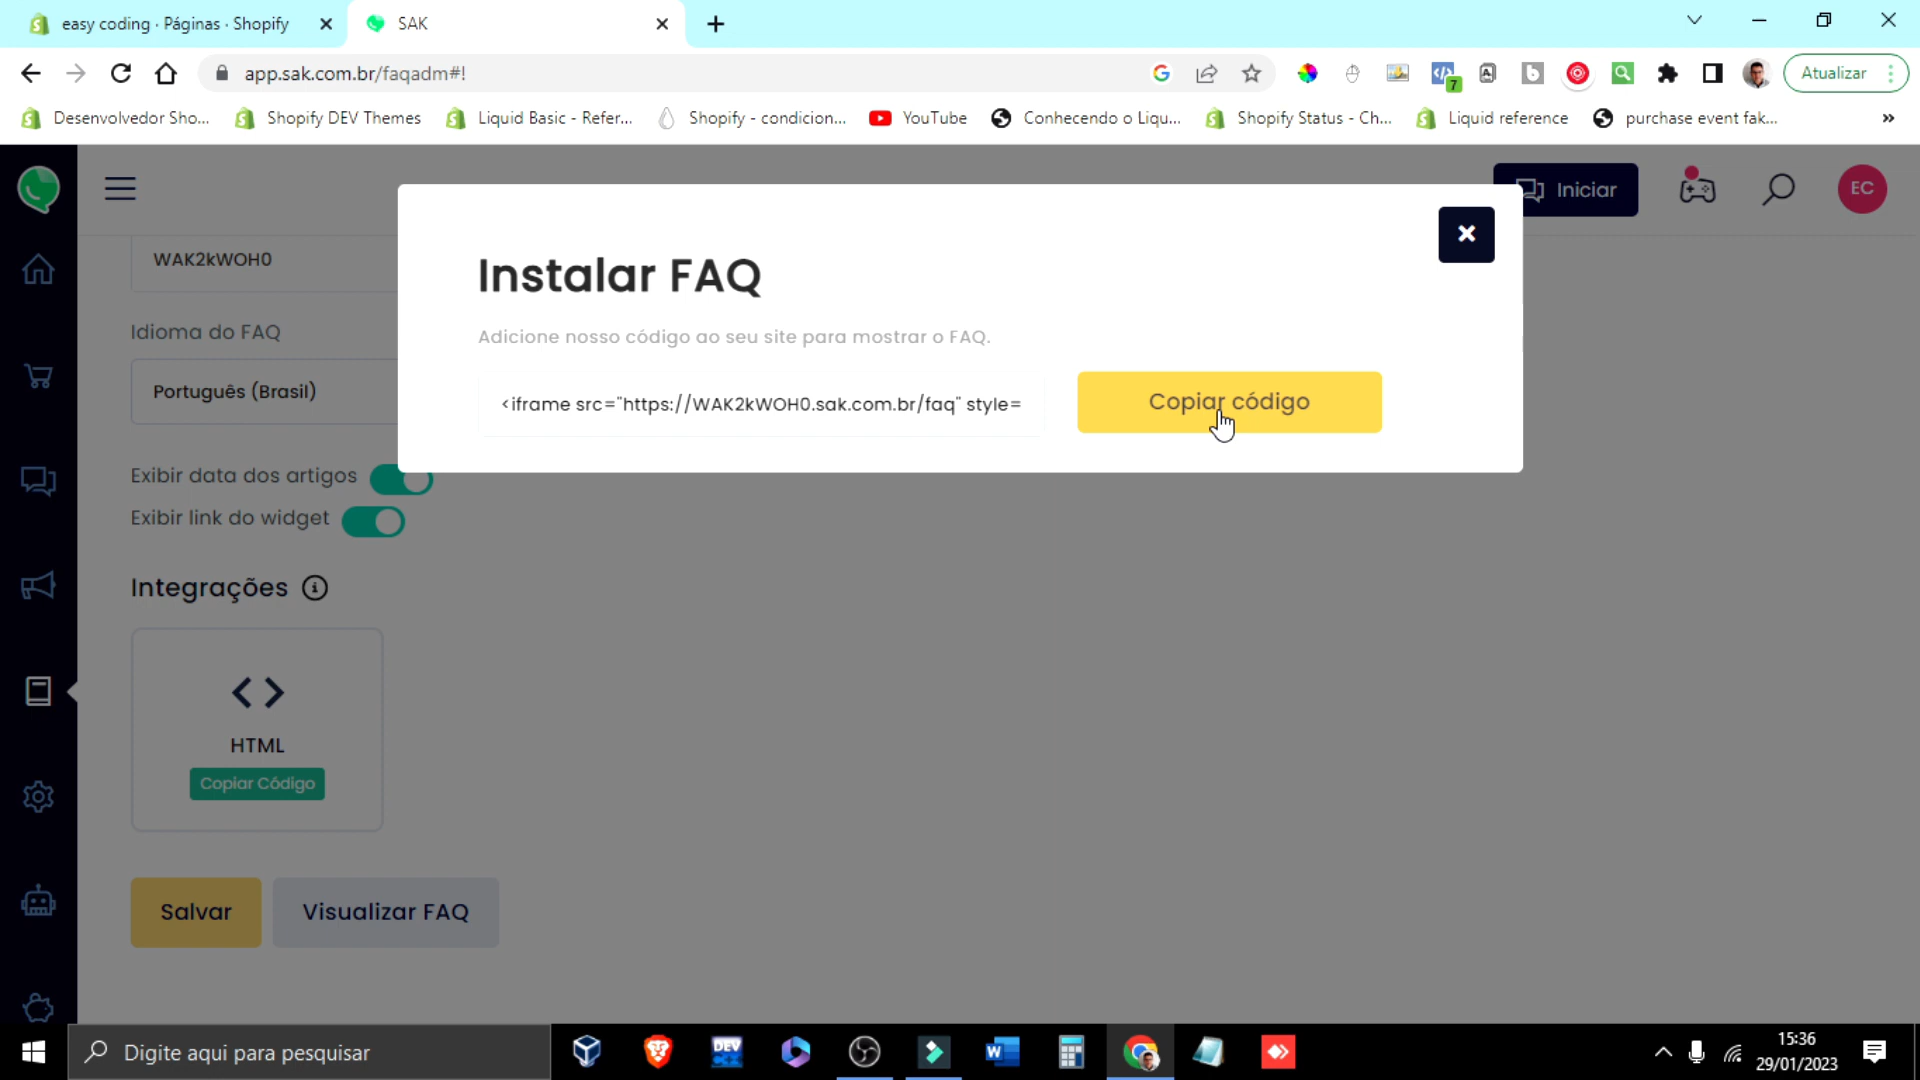 easy coding · Páginas · Shopify
SAK
app.sak.com.br/faqadm#!
7
Atualizar
Desenvolvedor Sho...
Shopify DEV Themes
Liquid Basic - Refer...
Shopify - condicion...
YouTube
Conhecendo o Liqu...
Shopify Status - Ch...
Liquid reference
purchase event fak...
»
Iniciar
EC
WAK2kWOH0
Idioma do FAQ
Português (Brasil)
Instalar FAQ
Adicione nosso código ao seu site para mostrar o FAQ.
<iframe src="https://WAK2kWOH0.sak.com.br/faq" style=
Copiar código
Exibir data dos artigos
Exibir link do widget
Integrações
HTML
Copiar Código
Salvar
Visualizar FAQ
Digite aqui para pesquisar
DEV
C++
W
15:36
29/01/2023